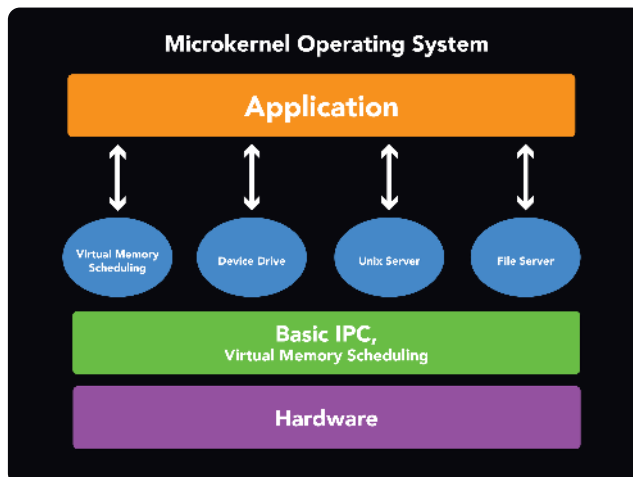 Microkernel Operating System
Application
Virtual Memory
Scheduling
Device Drive
Unix Server
File Server
Basic IPC,
Virtual Memory Scheduling
Hardware